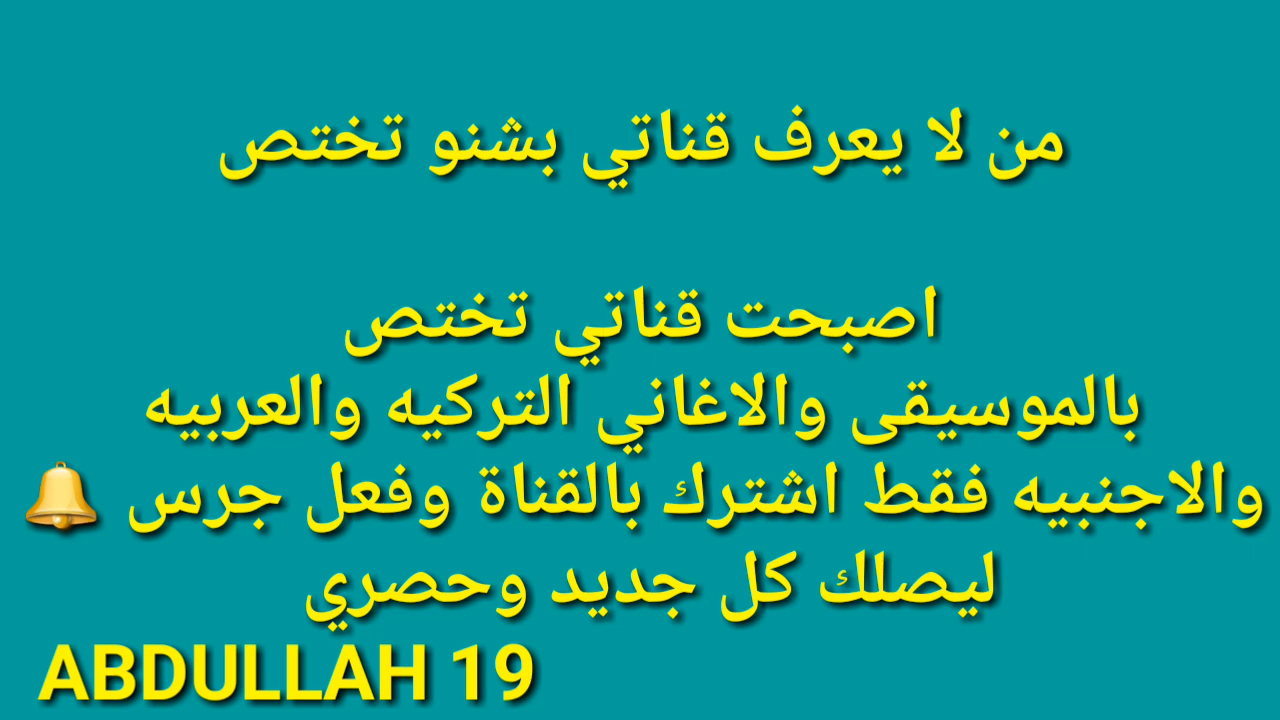 من لا يعرف قناتي بشنو تختص
اصبحت قناتي تختص
بالموسيقى والاغاني التركيه والعربيه
والاجنبيه فقط اشترك بالقناة وفعل جرس 🔔
ليصلك كل جديد وحصري
ABDULLAH 19